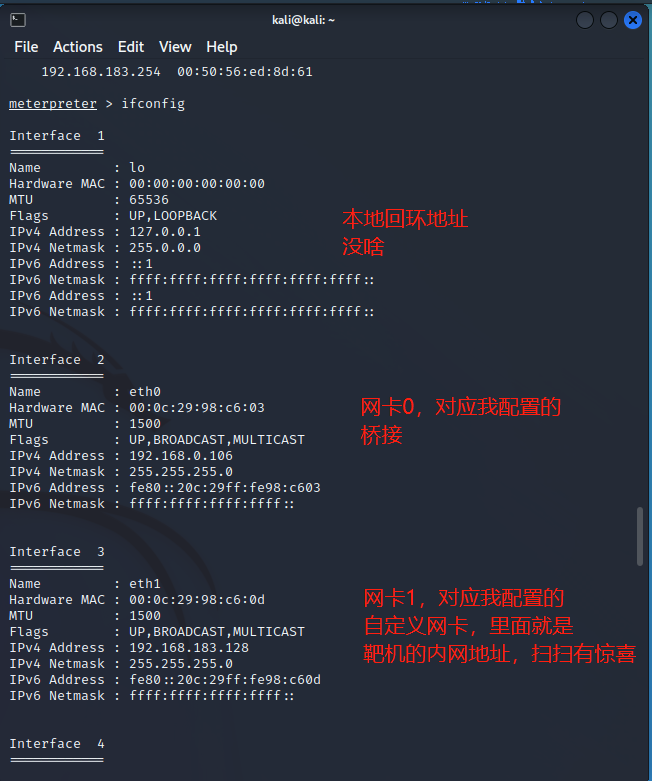 kali@kali: ~
File Actions Edit View Help
192.168.183.254 00:50:56:ed:8d:61
meterpreter > ifconfig
Interface 1
============
Name : lo
Hardware MAC : 00:00:00:00:00:00
MTU : 65536
Flags : UP,LOOPBACK
IPv4 Address : 127.0.0.1
IPv4 Netmask : 255.0.0.0
IPv6 Address : ::1
IPv6 Netmask : ffff:ffff:ffff:ffff:ffff:ffff::
IPv6 Address : ::1
IPv6 Netmask : ffff:ffff:ffff:ffff:ffff:ffff::
本地回环地址
没啥
Interface 2
============
Name : eth0
Hardware MAC : 00:0c:29:98:c6:03
MTU : 1500
Flags : UP,BROADCAST,MULTICAST
IPv4 Address : 192.168.0.106
IPv4 Netmask : 255.255.255.0
IPv6 Address : fe80::20c:29ff:fe98:c603
IPv6 Netmask : ffff:ffff:ffff:ffff::
网卡0，对应我配置的
桥接
Interface 3
============
Name : eth1
Hardware MAC : 00:0c:29:98:c6:0d
MTU : 1500
Flags : UP,BROADCAST,MULTICAST
IPv4 Address : 192.168.183.128
IPv4 Netmask : 255.255.255.0
IPv6 Address : fe80::20c:29ff:fe98:c60d
IPv6 Netmask : ffff:ffff:ffff:ffff::
网卡1，对应我配置的
自定义网卡，里面就是
靶机的内网地址，扫扫有惊喜
Interface 4
============